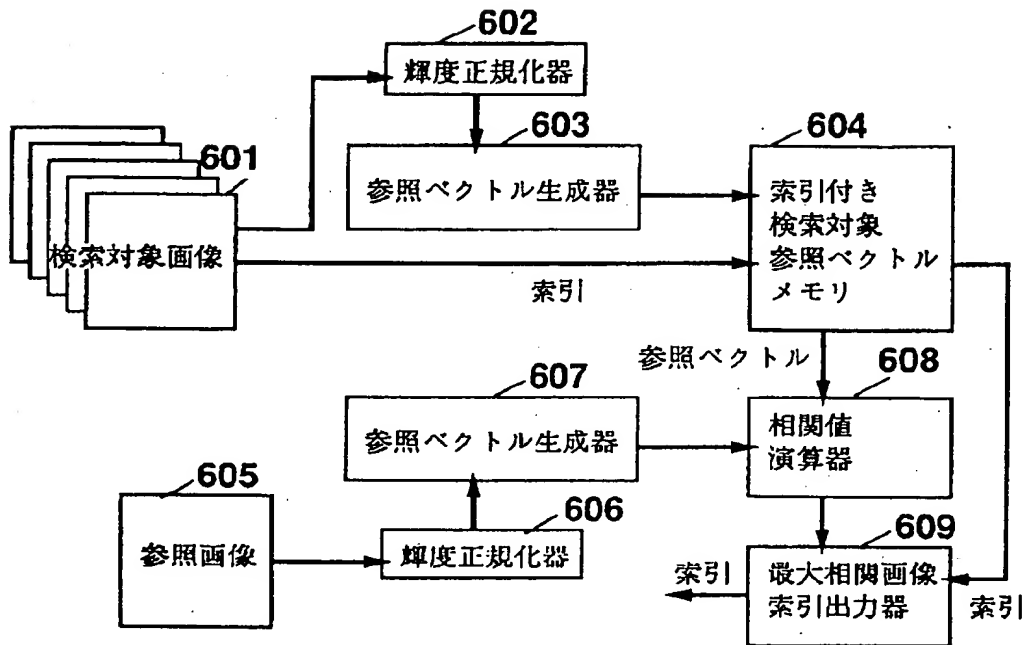 602
輝度正規化器
603
参照ベクトル生成器
604
索引付き
検索対象
参照ベクトル
メモリ
601
検索対象画像
索引
参照ベクトル
608
相関値
演算器
607
参照ベクトル生成器
605
参照画像
606
輝度正規化器
609
最大相関画像
索引出力器
索引
索引